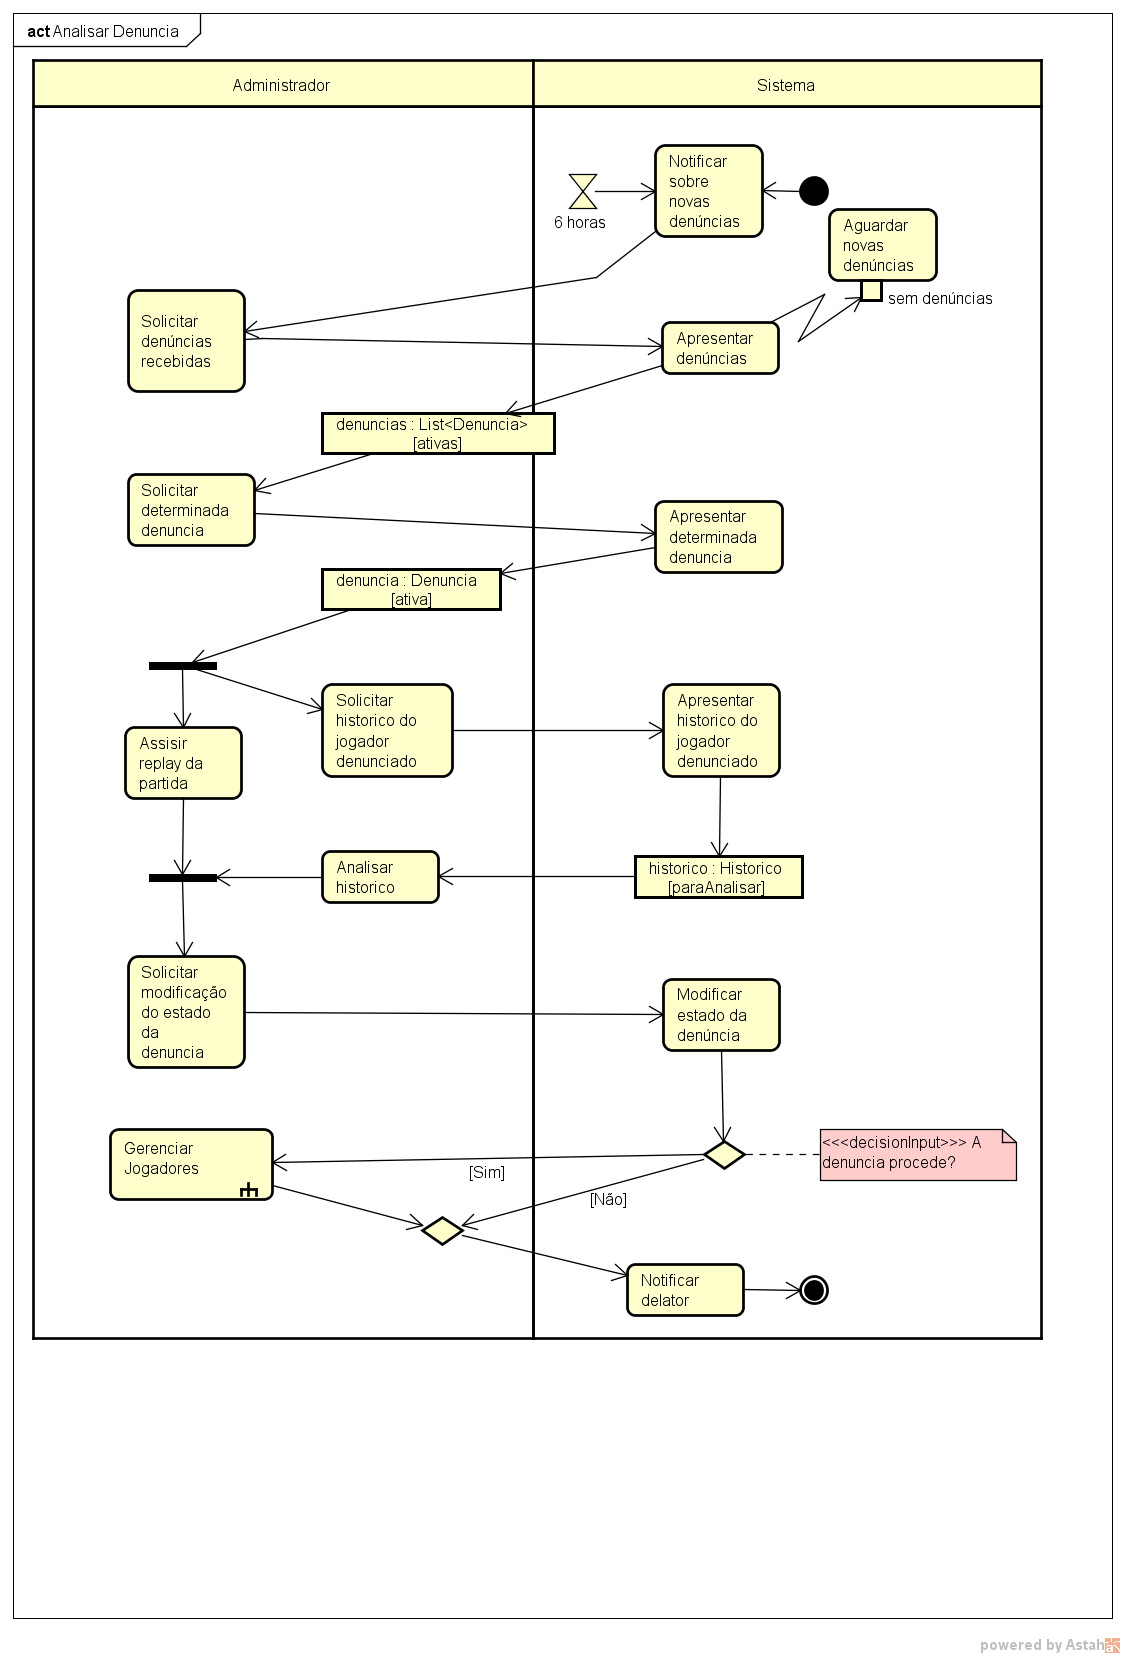 act Analisar Denuncia
Administrador
Sistema
Notificar
sobre
novas
denúncias
6 horas
Aguardar
novas
denúncias
sem denúncias
Solicitar
denúncias
recebidas
Apresentar
denúncias
denuncias : List<Denuncia>
[ativas]
Solicitar
determinada
denuncia
Apresentar
determinada
denuncia
denuncia : Denuncia
[ativa]
Solicitar
historico do
jogador
denunciado
Apresentar
historico do
jogador
denunciado
Assisir
replay da
partida
Analisar
historico
historico : Historico
[paraAnalisar]
Solicitar
modificação
do estado
da
denuncia
Modificar
estado da
denúncia
Gerenciar
Jogadores
<<<decisionInput>>> A
denuncia procede?
[Sim]
[Não]
Notificar
delator
powered by Astah